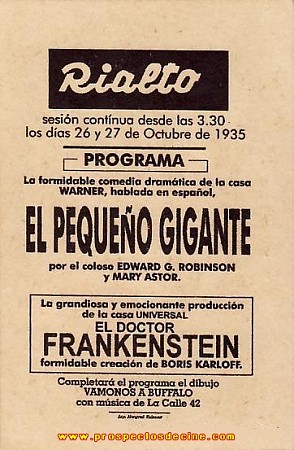 Rialto
sesión contínua desde las 3.30
los días 26 y 27 de Octubre de 1935
PROGRAMA
La formidable comedia dramática de la casa
WARNER, hablada en español,
EL PEQUEÑO GIGANTE
por el coloso EDWARD G. ROBINSON
y MARY ASTOR.
La grandiosa y emocionante producción
de la casa UNIVERSAL
EL DOCTOR
FRANKENSTEIN
formidable creación de BORIS KARLOFF.
Completará el programa el dibujo
VAMONOS A BUFFALO
con música de La Calle 42
www.prospectosdecine.com